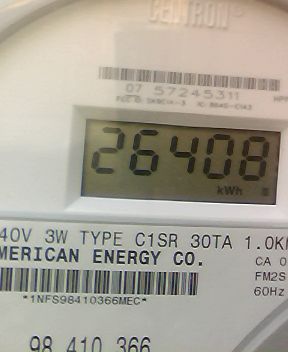 CENTRON®
07 57245311
26408
kWh
40V 3W TYPE C1SR 30TA 1.0K
MERICAN ENERGY CO.
CA 0
FM2S
60Hz
*1NFS98410366MEC*
98 410 366